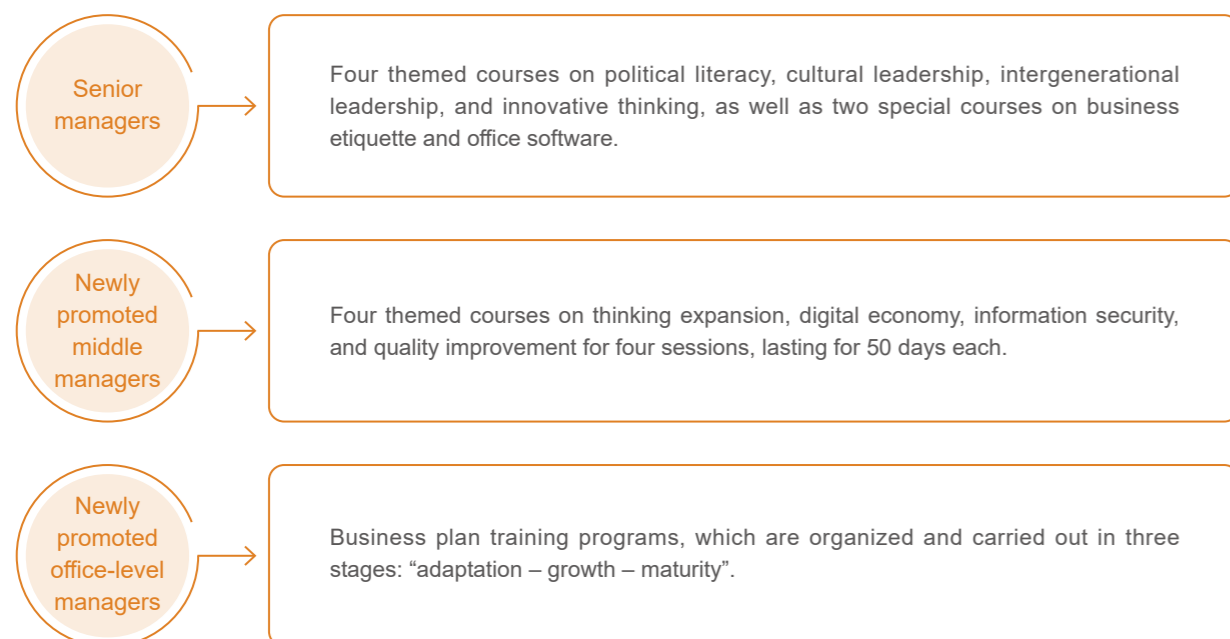 Senior
managers
Four themed courses on political literacy, cultural leadership, intergenerational
leadership, and innovative thinking, as well as two special courses on business
etiquette and office software.
Newly
promoted
middle
managers
Four themed courses on thinking expansion, digital economy, information security,
and quality improvement for four sessions, lasting for 50 days each.
Newly
promoted
office-level
managers
Business plan training programs, which are organized and carried out in three
stages: “adaptation – growth – maturity”.